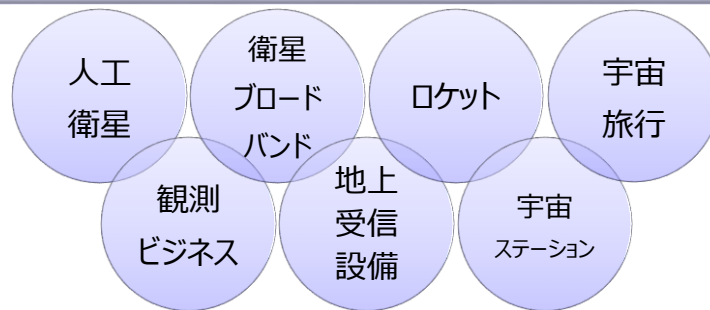 人工
衛星
衛星
ブロード
バンド
ロケット
宇宙
旅行
観測
ビジネス
地上
受信
設備
宇宙
ステーション